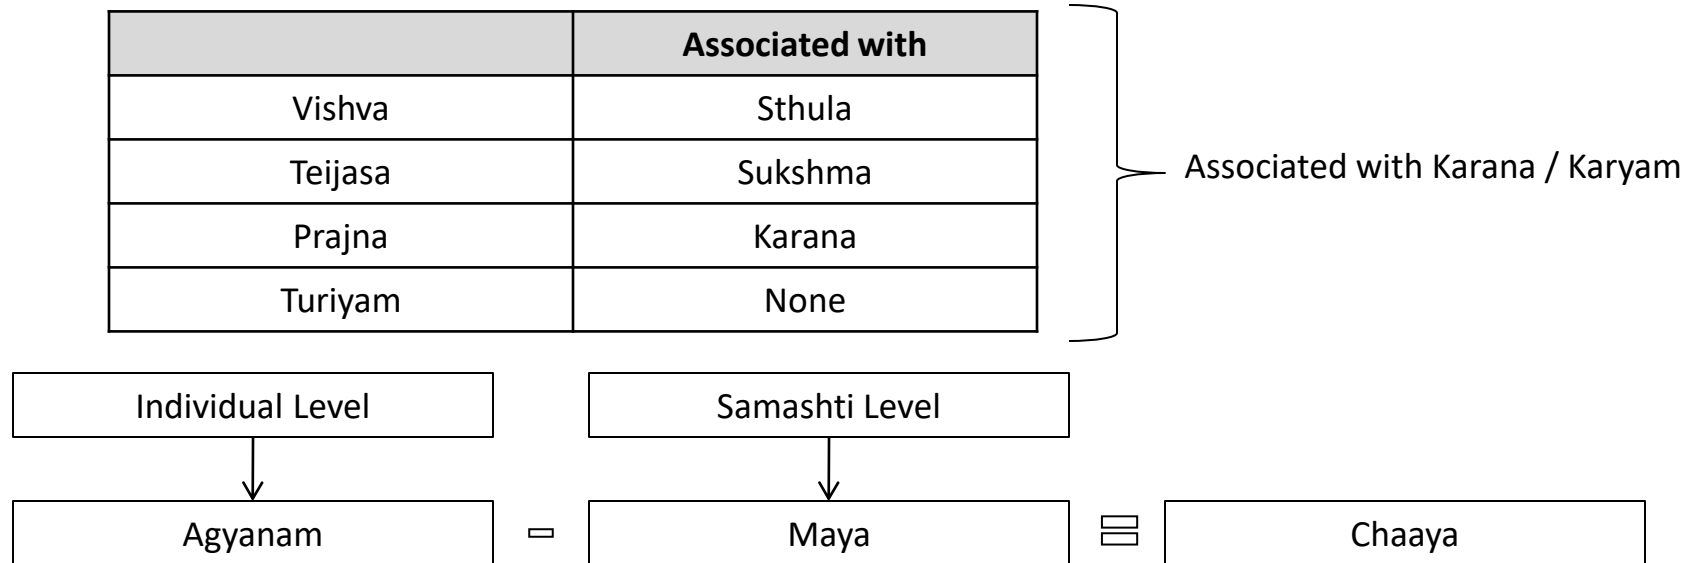 Associated with
Vishva Sthula
Teijasa Sukshma
Prajna Karana
Turiyam None
Associated with Karana / Karyam
Individual Level Samashti Level
Agyanam - Maya = Chaaya